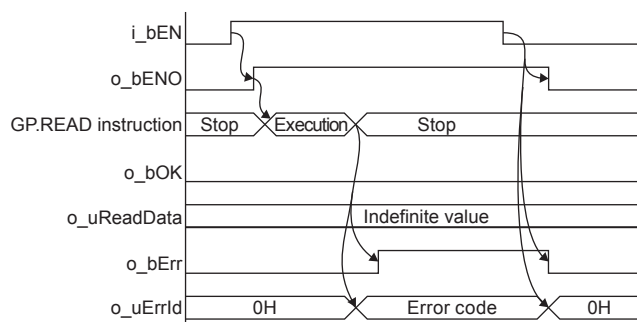 i_bEN
o_bENO
GP.READ instruction Stop Execution Stop
o_bOK
o_uReadData Indefinite value
o_bErr
o_uErrId 0H Error code 0H